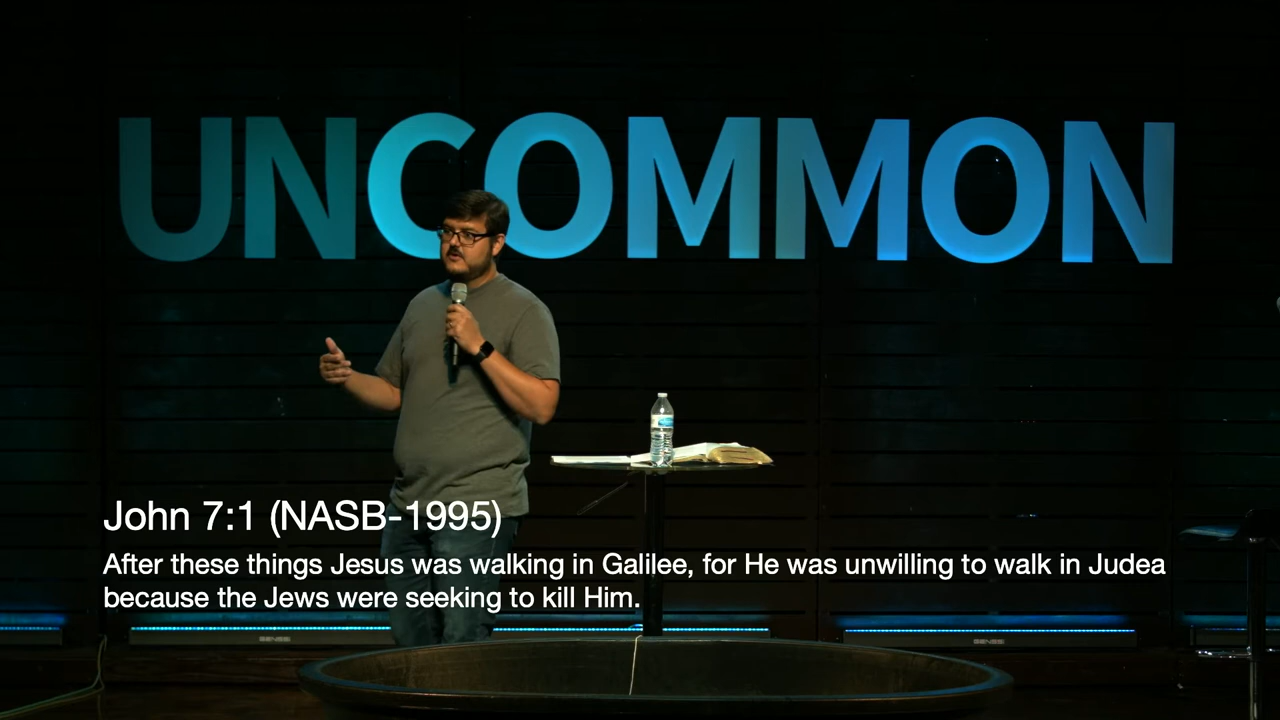 UNCOMMON
John 7:1 (NASB-1995)
After these things Jesus was walking in Galilee, for He was unwilling to walk in Judea
because the Jews were seeking to kill Him.